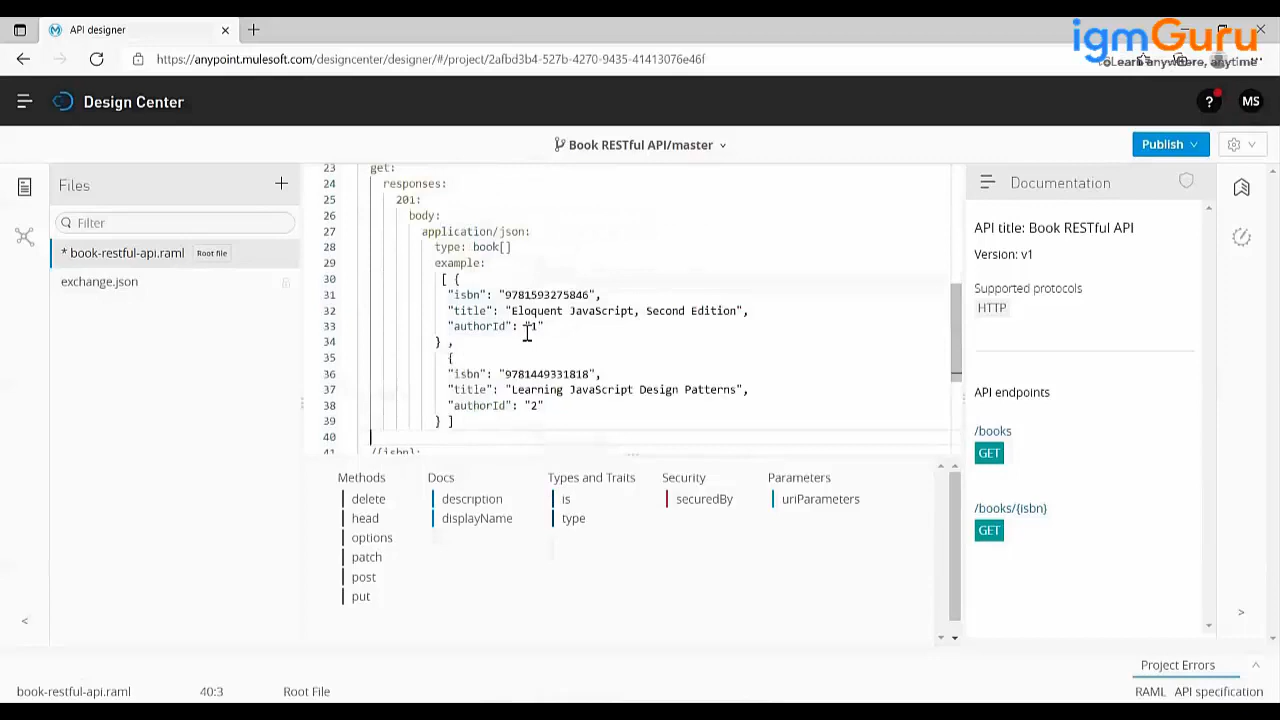 API designer
igmGuru
Learn anywhere, anytime
https://anypoint.mulesoft.com/designcenter/designer/#/project/2afbd3b4-527b-4270-9435-41413076e46f
Design Center
?
MS
Book RESTful API/master
Publish
Files
Filter
* book-restful-api.raml Root file
exchange.json
23 get:
24 responses:
25 201:
26 body:
27 application/json:
28 type: book[]
29 example:
30 [ {
31 "isbn": "9781593275846",
32 "title": "Eloquent JavaScript, Second Edition",
33 "authorId": "1"
34 } ,
35 {
36 "isbn": "9781449331818",
37 "title": "Learning JavaScript Design Patterns",
38 "authorId": "2"
39 } ]
40
41 /{isbn}:
Methods Docs Types and Traits Security Parameters
delete description is securedBy uriParameters
head displayName type
options
patch
post
put
Documentation
API title: Book RESTful API
Version: v1
Supported protocols
HTTP
API endpoints
/books
GET
/books/{isbn}
GET
Project Errors
book-restful-api.raml 40:3 Root File RAML API specification